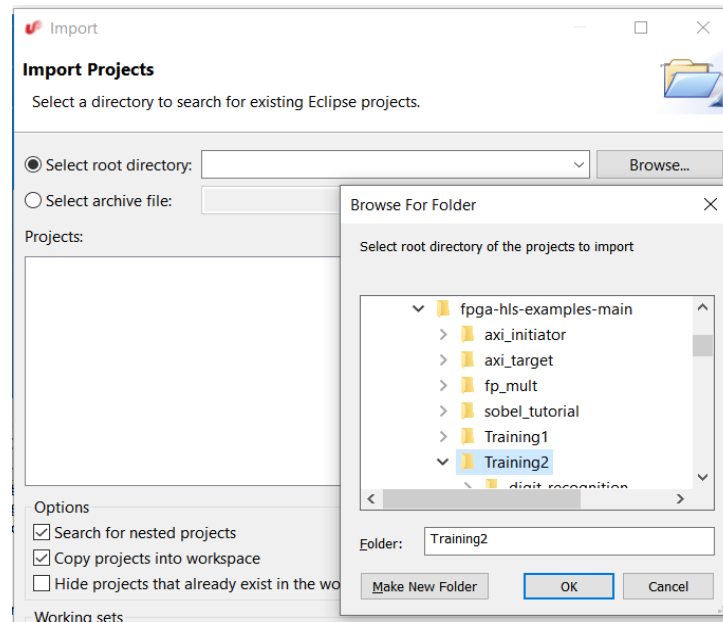 Import
Import Projects
Select a directory to search for existing Eclipse projects.
Select root directory:
Browse...
Select archive file:
Projects:
Browse For Folder
Select root directory of the projects to import
fpga-hls-examples-main
axi_initiator
axi_target
fp_mult
sobel_tutorial
Training1
Training2
digit_recognition
Folder: Training2
Make New Folder OK Cancel
Options
Search for nested projects
Copy projects into workspace
Hide projects that already exist in the wo
Working sets